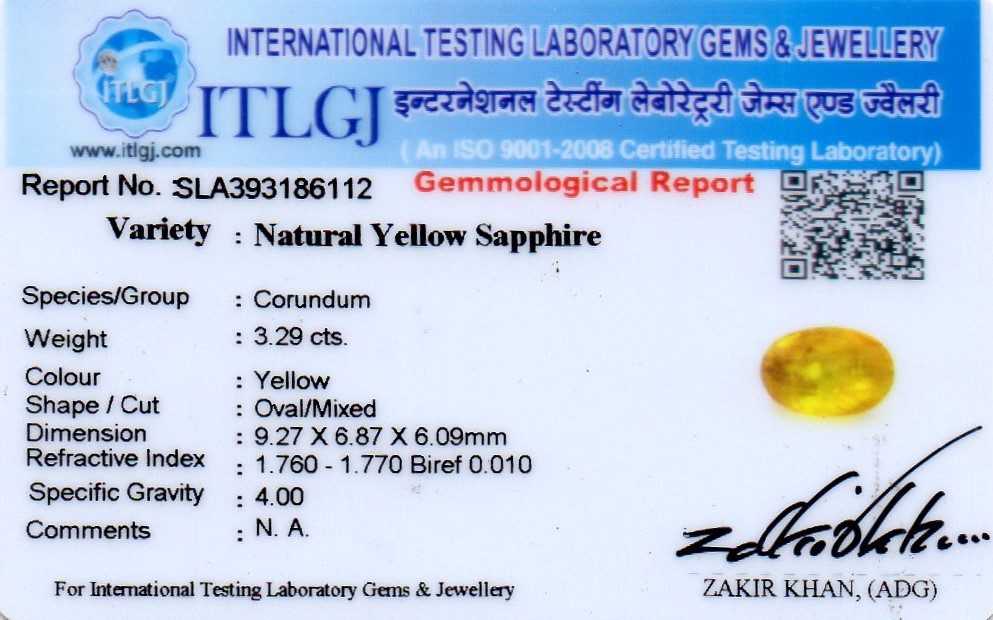 INTERNATIONAL TESTING LABORATORY GEMS & JEWELLERY
ITLGJ
ITLGJ इन्टरनेशनल टेस्टींग लेबोरेट्ररी जेम्स एण्ड ज्वैलरी
www.itlgj.com
( An ISO 9001-2008 Certified Testing Laboratory)
Report No. :SLA393186112
Gemmological Report
Variety : Natural Yellow Sapphire
Species/Group : Corundum
Weight : 3.29 cts.
Colour : Yellow
Shape / Cut : Oval/Mixed
Dimension : 9.27 X 6.87 X 6.09mm
Refractive Index : 1.760 - 1.770 Biref 0.010
Specific Gravity : 4.00
Comments : N. A.
For International Testing Laboratory Gems & Jewellery
ZAKIR KHAN, (ADG)